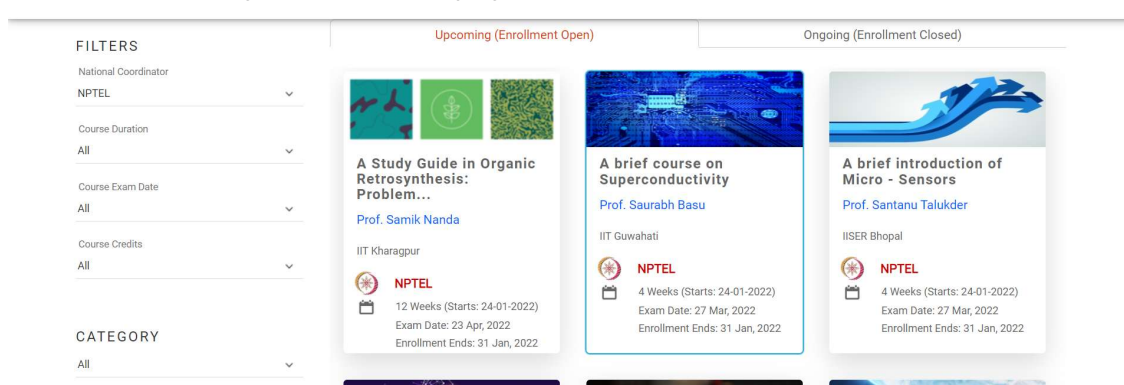 Upcoming (Enrollment Open)
Ongoing (Enrollment Closed)
FILTERS
National Coordinator
NPTEL
Course Duration
All
Course Exam Date
All
Course Credits
All
CATEGORY
All
A Study Guide in Organic
Retrosynthesis:
Problem...
Prof. Samik Nanda
IIT Kharagpur
NPTEL
12 Weeks (Starts: 24-01-2022)
Exam Date: 23 Apr, 2022
Enrollment Ends: 31 Jan, 2022
A brief course on
Superconductivity
Prof. Saurabh Basu
IIT Guwahati
NPTEL
4 Weeks (Starts: 24-01-2022)
Exam Date: 27 Mar, 2022
Enrollment Ends: 31 Jan, 2022
A brief introduction of
Micro - Sensors
Prof. Santanu Talukder
IISER Bhopal
NPTEL
4 Weeks (Starts: 24-01-2022)
Exam Date: 27 Mar, 2022
Enrollment Ends: 31 Jan, 2022